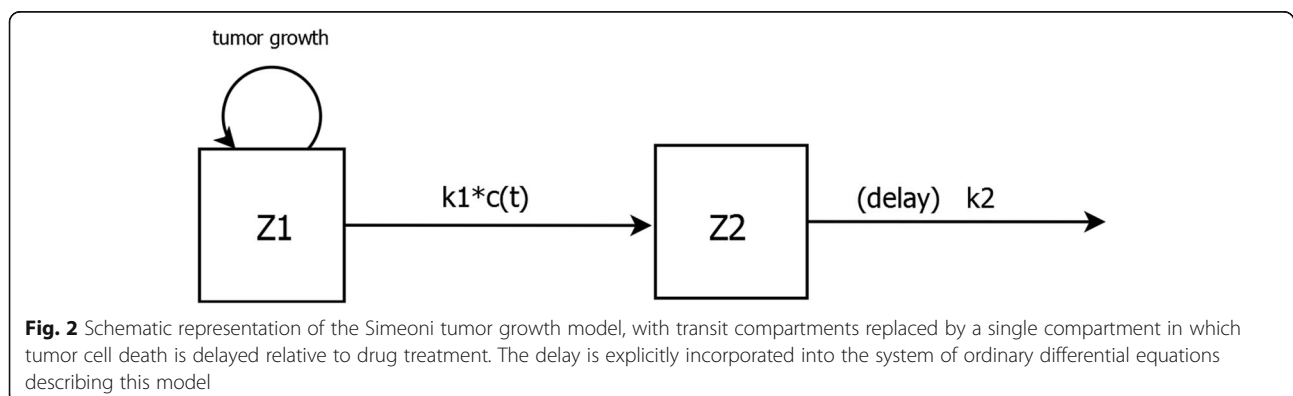 tumor growth
k1*c(t)
(delay) k2
Z1
Z2
Fig. 2 Schematic representation of the Simeoni tumor growth model, with transit compartments replaced by a single compartment in which
tumor cell death is delayed relative to drug treatment. The delay is explicitly incorporated into the system of ordinary differential equations
describing this model